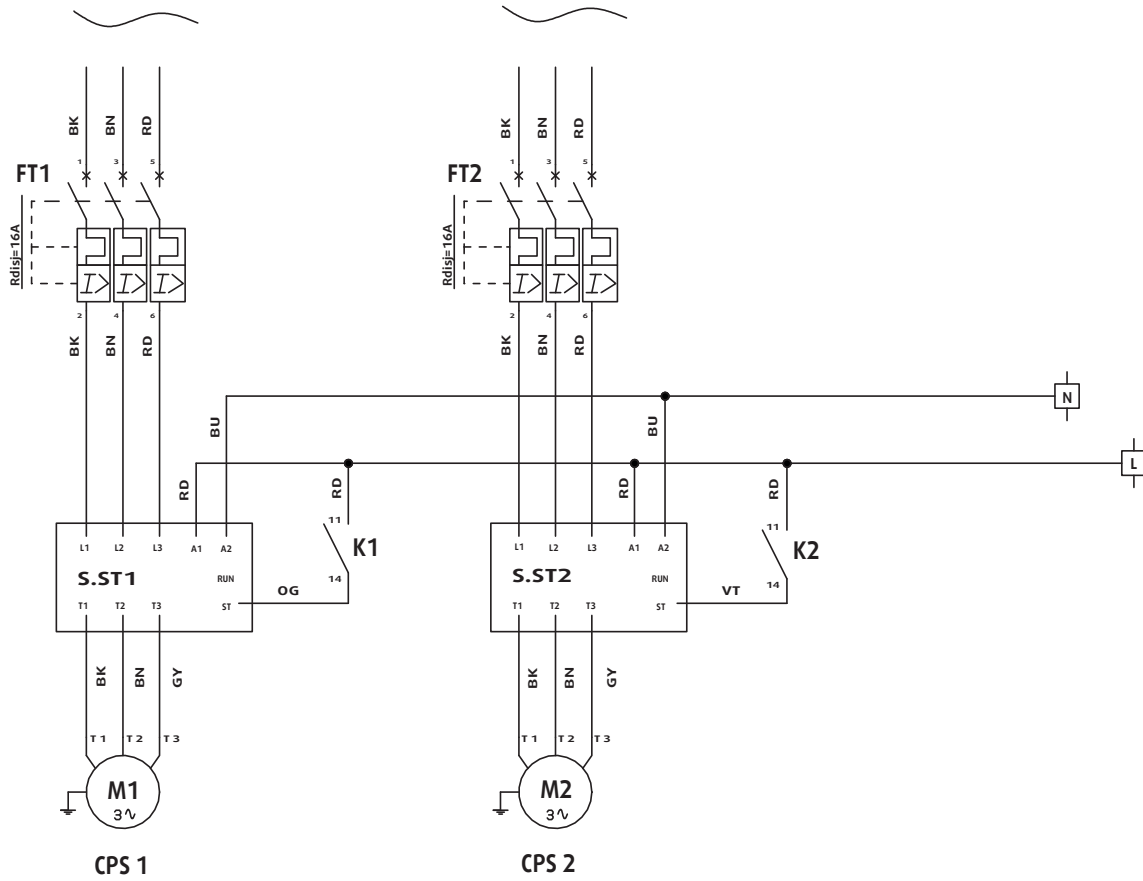 BK BN RD
BK BN RD
1 3 5
1 3 5
FT1
FT2
Rdisj=16A
Rdisj=16A
I> I> I>
I> I> I>
2 4 6
2 4 6
BK BN RD
BK BN RD
N
BU
BU
L
RD
RD
RD
RD
11
K1
14
11
K2
14
L1 L2 L3 A1 A2
S.ST1
RUN
T1 T2 T3 ST
OG
L1 L2 L3 A1 A2
S.ST2
RUN
T1 T2 T3 ST
VT
BK BN GY
BK BN GY
T1 T2 T3
T1 T2 T3
M1
3∿
M2
3∿
CPS 1
CPS 2